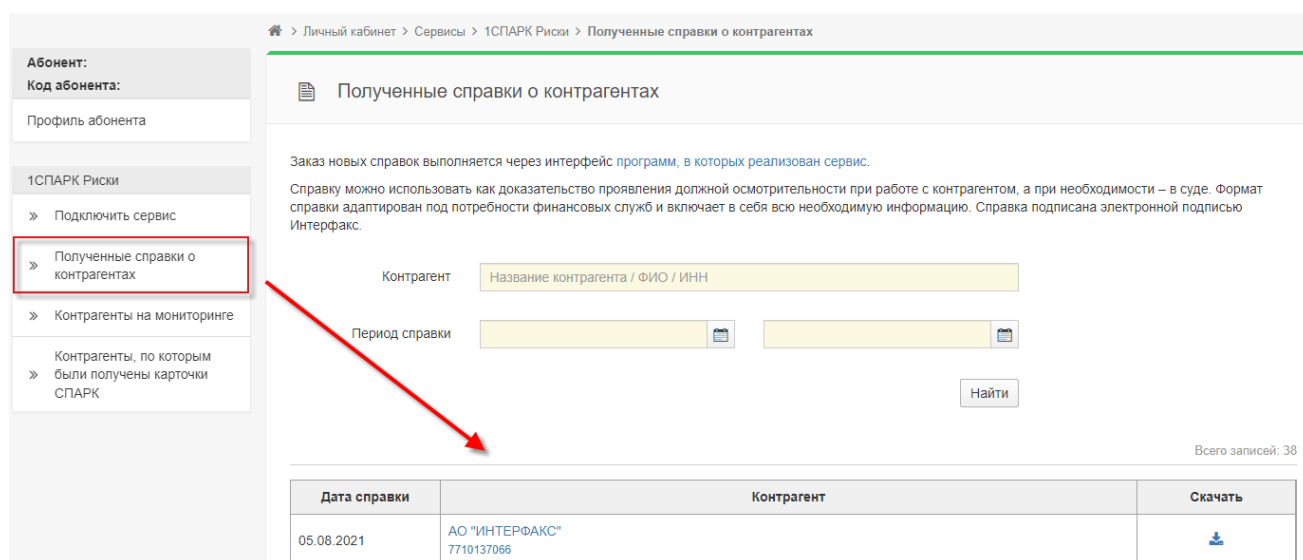 > Личный кабинет > Сервисы > 1СПАРК Риски > Полученные справки о контрагентах
Абонент:
Код абонента:
Профиль абонента
1СПАРК Риски
» Подключить сервис
» Полученные справки о
контрагентах
» Контрагенты на мониторинге
Контрагенты, по которым
» были получены карточки
СПАРК
Полученные справки о контрагентах
Заказ новых справок выполняется через интерфейс программ, в которых реализован сервис.
Справку можно использовать как доказательство проявления должной осмотрительности при работе с контрагентом, а при необходимости – в суде. Формат
справки адаптирован под потребности финансовых служб и включает в себя всю необходимую информацию. Справка подписана электронной подписью
Интерфакс.
Контрагент Название контрагента / ФИО / ИНН
Период справки
Найти
Всего записей: 38
Дата справки Контрагент Скачать
05.08.2021 АО "ИНТЕРФАКС"
7710137066